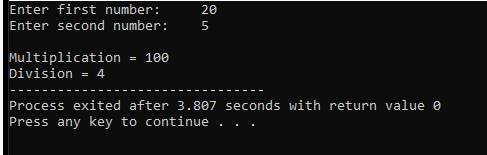 Enter first number:     20
Enter second number:    5
Multiplication = 100
Division = 4
--------------------------------
Process exited after 3.807 seconds with return value 0
Press any key to continue . . .